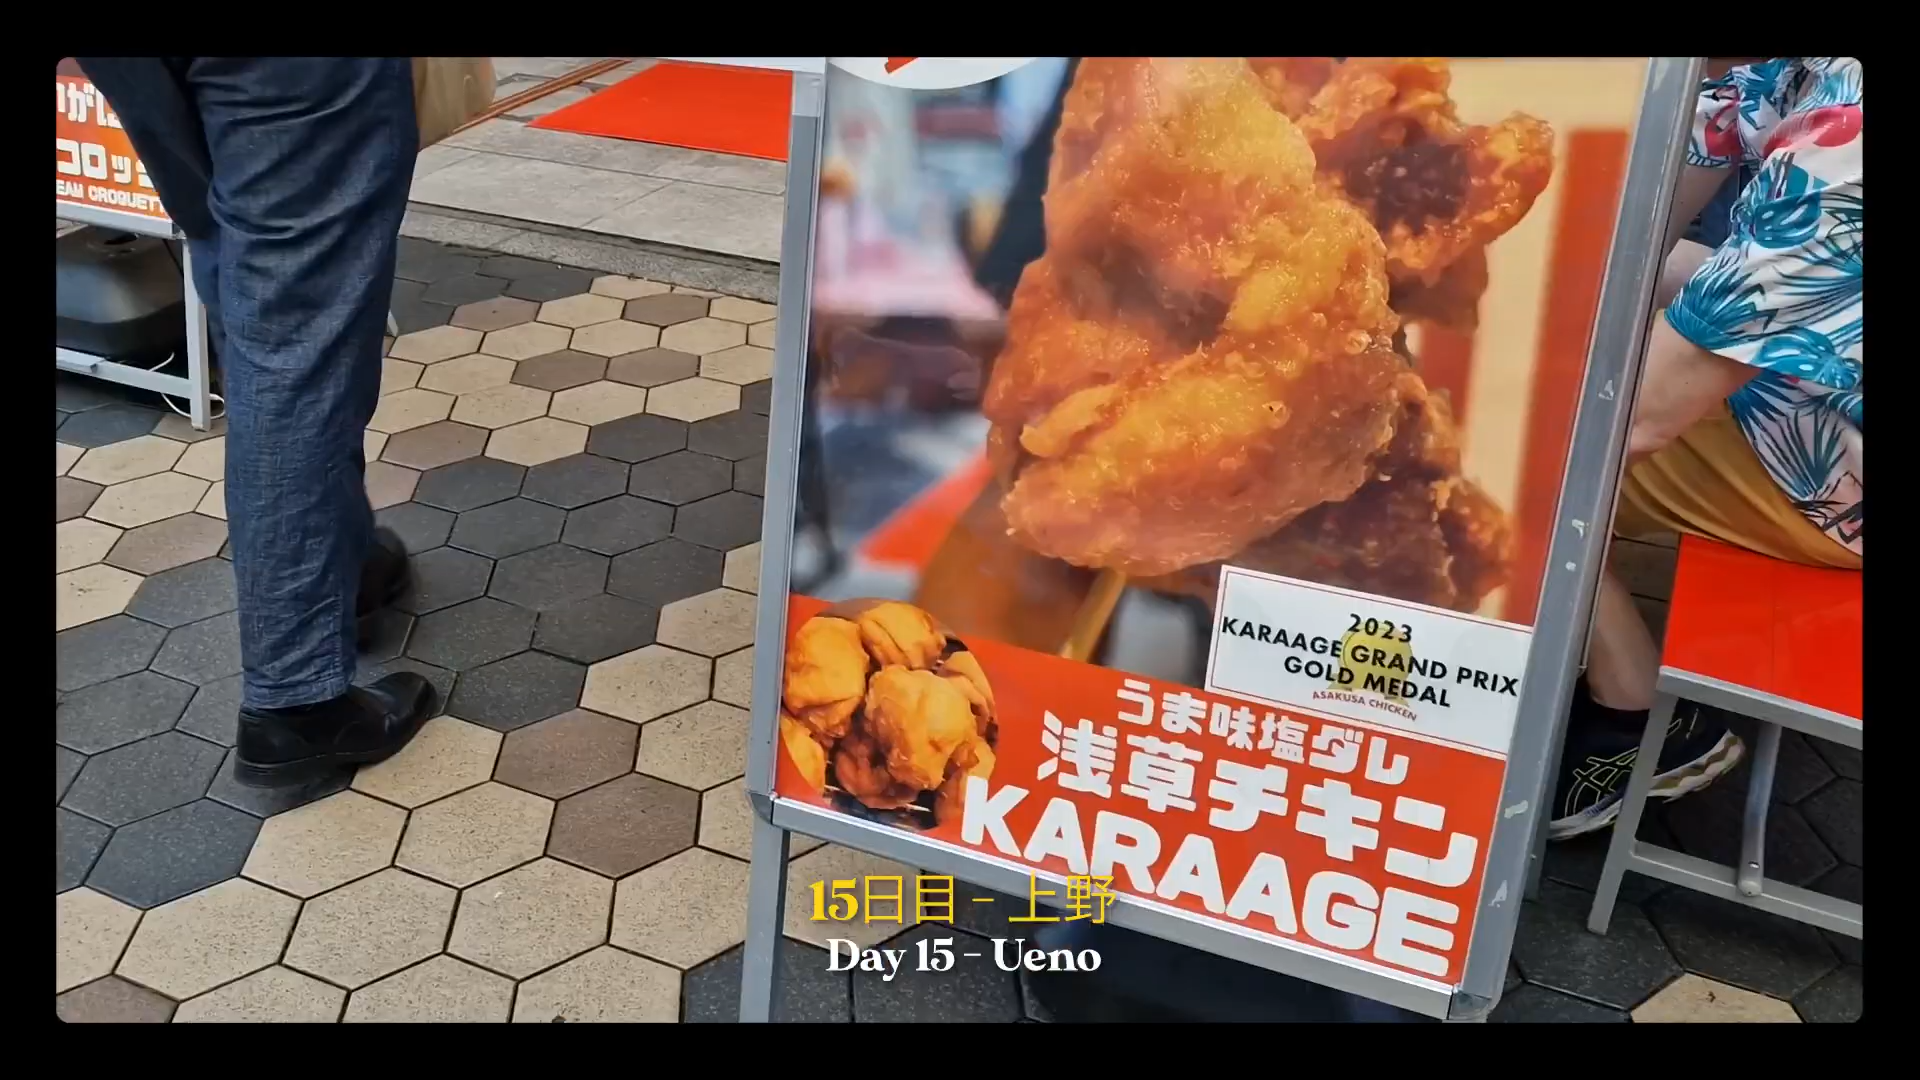 コロッ
CROQUET
2023
KARAAGE GRAND PRIX
GOLD MEDAL
ASAKUSA CHICKEN
うま味塩ダレ
浅草チキン
KARAAGE
15日目 – 上野
Day 15 – Ueno